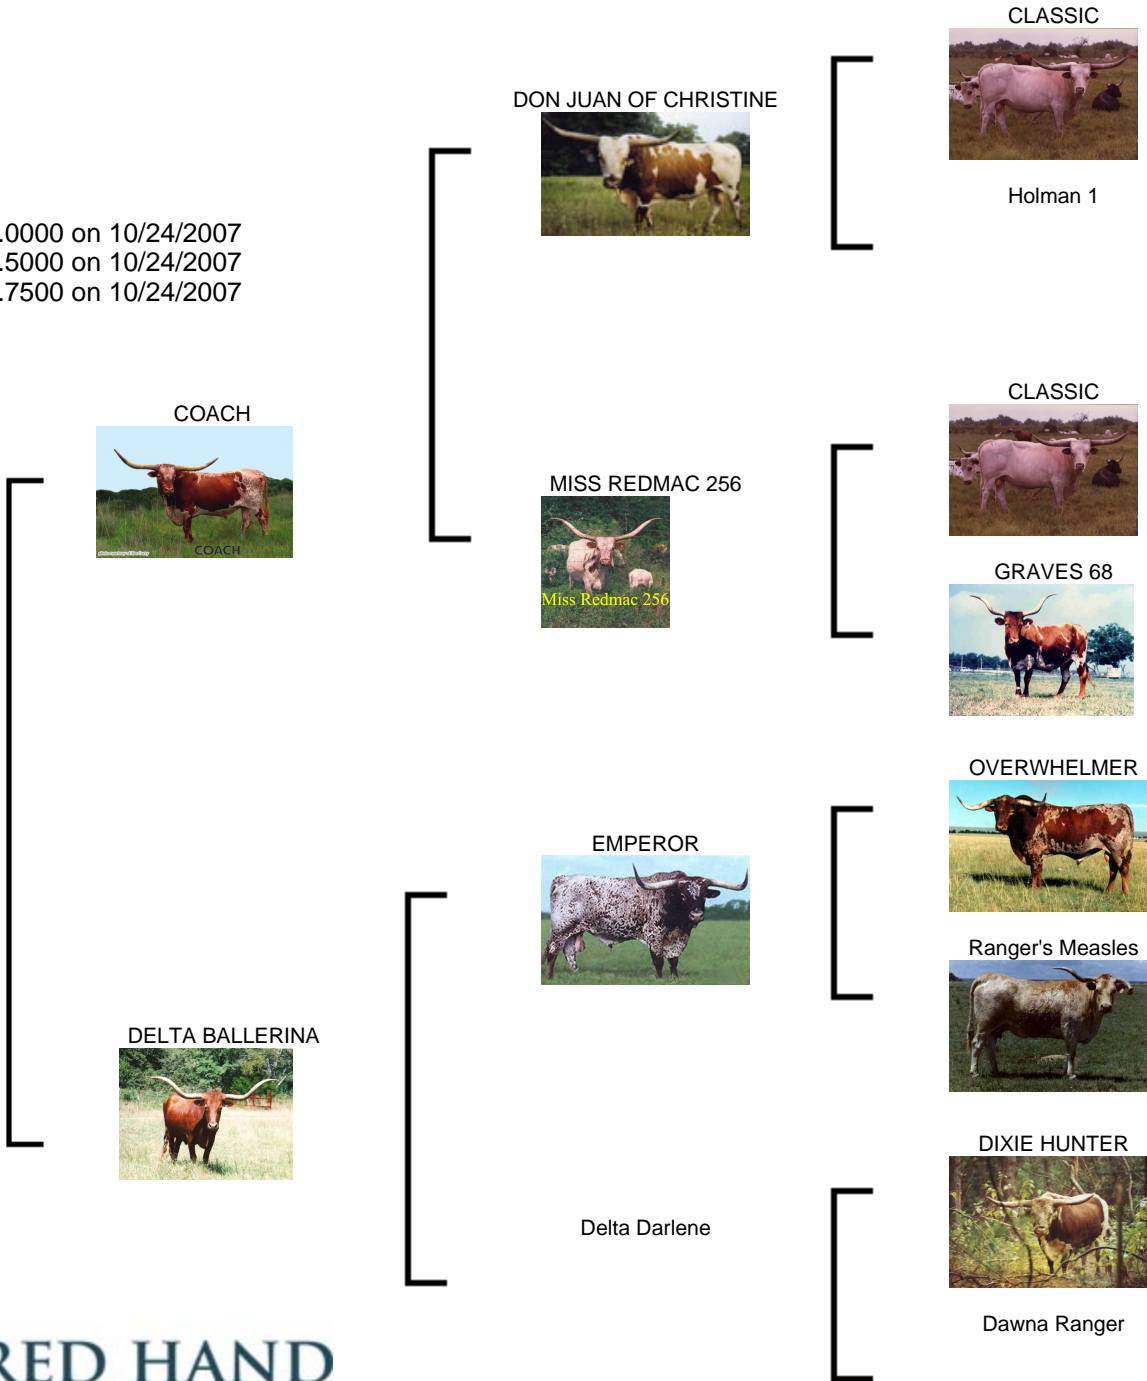 CLASSIC
DON JUAN OF CHRISTINE
Holman 1
.0000 on 10/24/2007
.5000 on 10/24/2007
.7500 on 10/24/2007
CLASSIC
COACH
COACH
MISS REDMAC 256
Miss Redmac 256
GRAVES 68
OVERWHELMER
EMPEROR
Ranger's Measles
DELTA BALLERINA
DIXIE HUNTER
Delta Darlene
Dawna Ranger
RED HAND